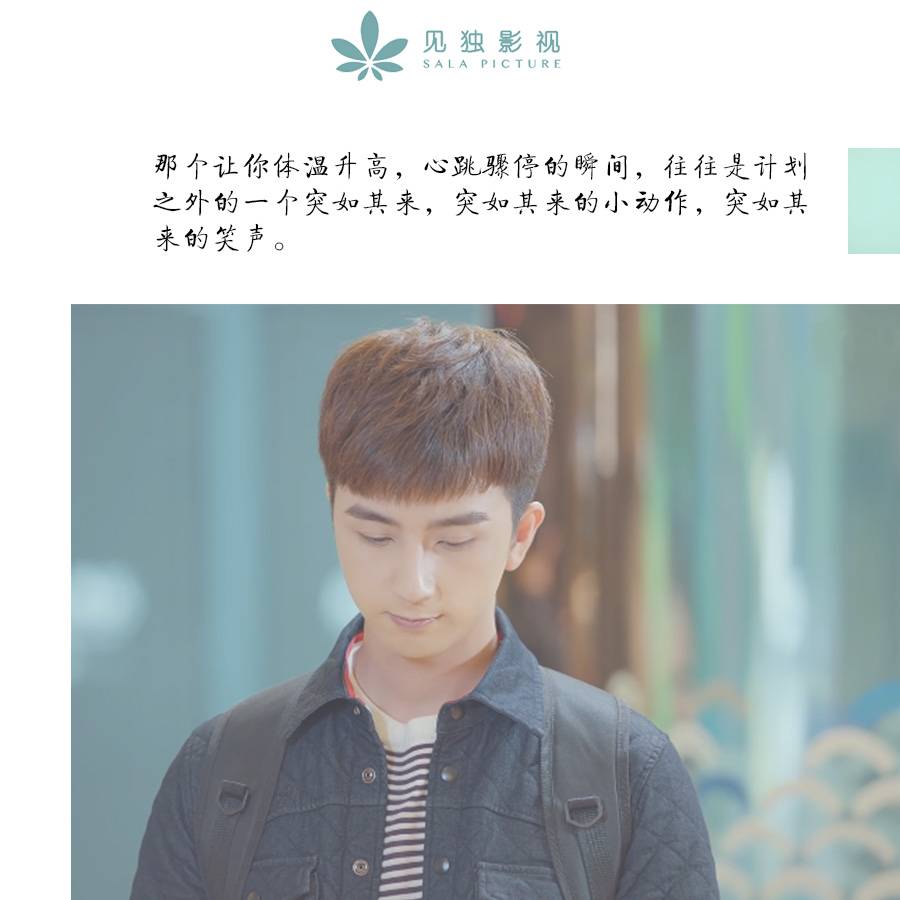 见独影视
SALA PICTURE
那个让你体温升高，心跳骤停的瞬间，往往是计划
之外的一个突如其来，突如其来的小动作，突如其
来的笑声。